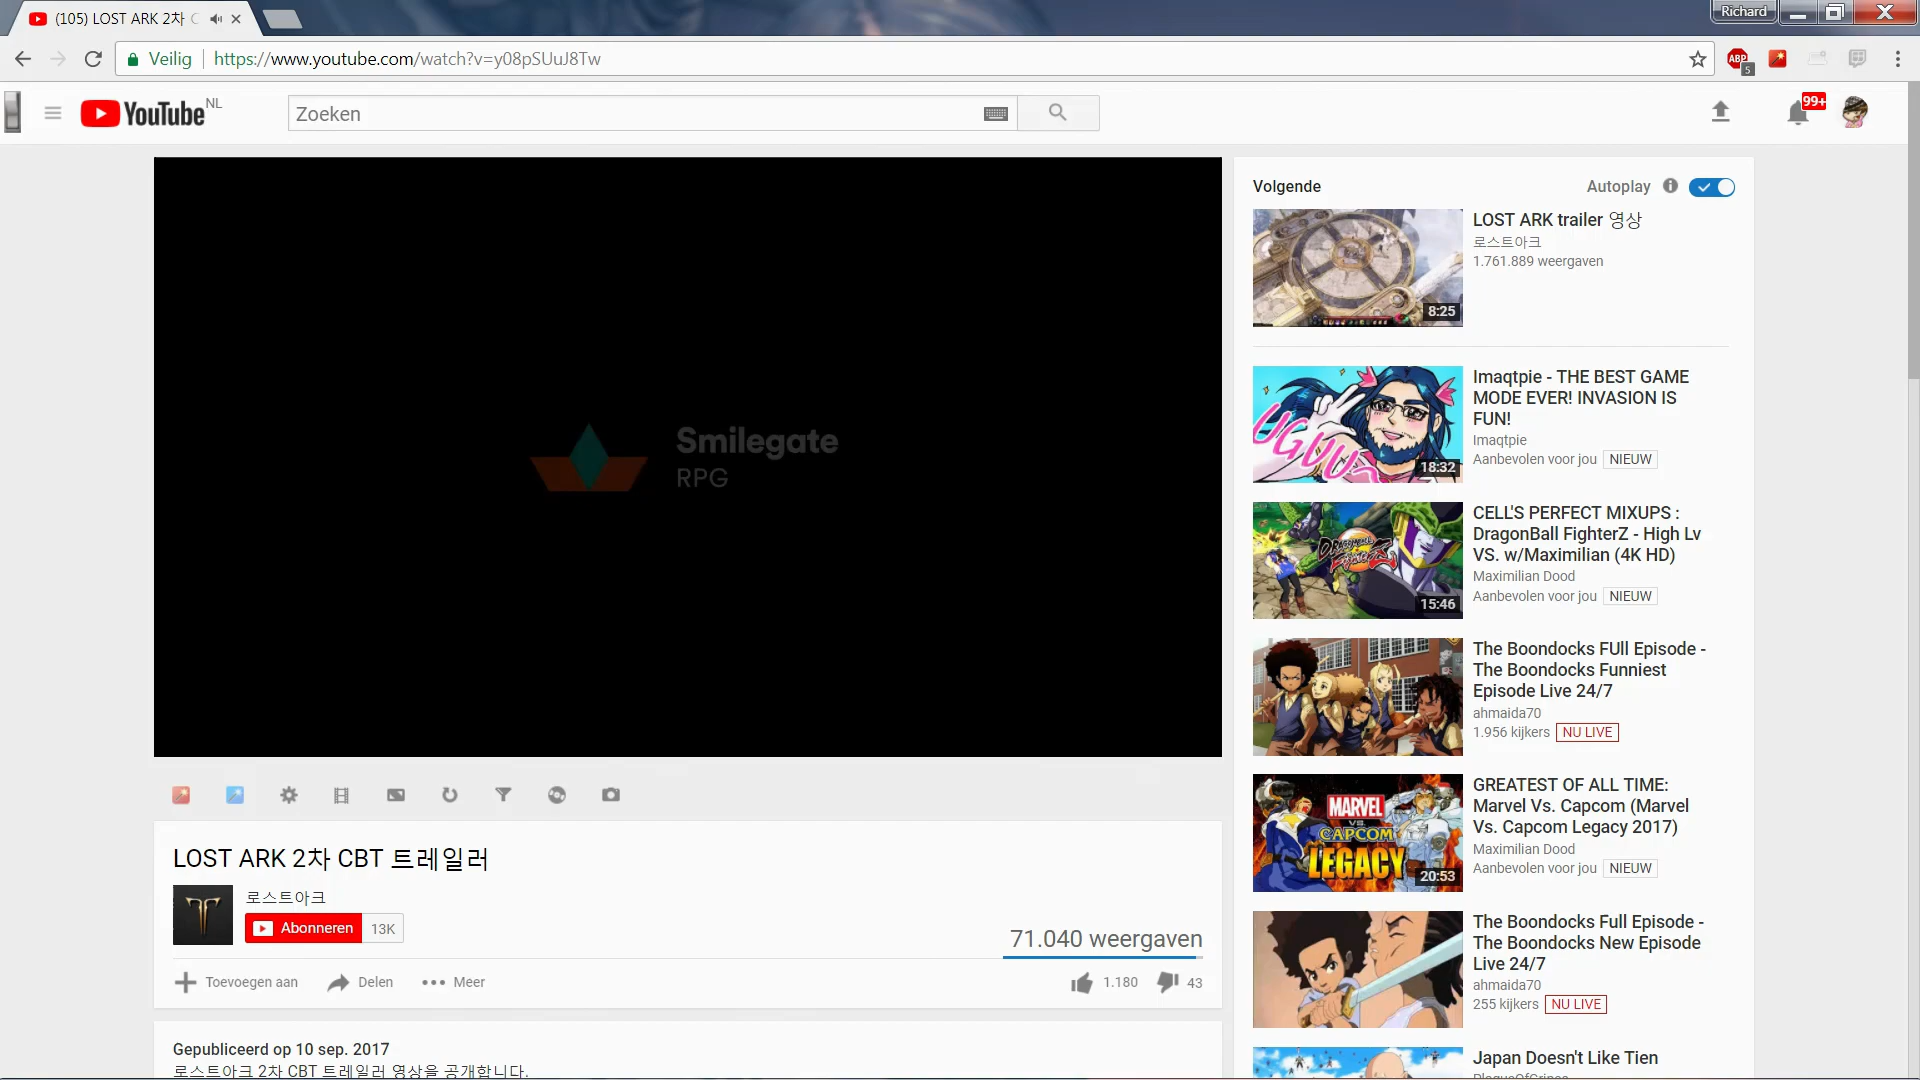 (105) LOST ARK 2차
Richard
Veilig
https://www.youtube.com/watch?v=y08pSUuJ8Tw
ABP
5
YouTube NL
Zoeken
99+
Smilegate
RPG
LOST ARK 2차 CBT 트레일러
로스트아크
Abonneren 13K
71.040 weergaven
Toevoegen aan Delen Meer 1.180 43
Gepubliceerd op 10 sep. 2017
로스트아크 2차 CBT 트레일러 영상을 공개합니다.
Volgende Autoplay
LOST ARK trailer 영상
로스트아크
1.761.889 weergaven
8:25
Imaqtpie - THE BEST GAME
MODE EVER! INVASION IS
FUN!
Imaqtpie
Aanbevolen voor jou NIEUW
UGUU~
18:32
CELL'S PERFECT MIXUPS :
DragonBall FighterZ - High Lv
VS. w/Maximilian (4K HD)
Maximilian Dood
Aanbevolen voor jou NIEUW
DRAGONBALL
FIGHTERZ
15:46
The Boondocks FUll Episode -
The Boondocks Funniest
Episode Live 24/7
ahmaida70
1.956 kijkers NU LIVE
GREATEST OF ALL TIME:
Marvel Vs. Capcom (Marvel
Vs. Capcom Legacy 2017)
Maximilian Dood
Aanbevolen voor jou NIEUW
MARVEL
VS.
CAPCOM
LEGACY
20:53
The Boondocks Full Episode -
The Boondocks New Episode
Live 24/7
ahmaida70
255 kijkers NU LIVE
Japan Doesn't Like Tien